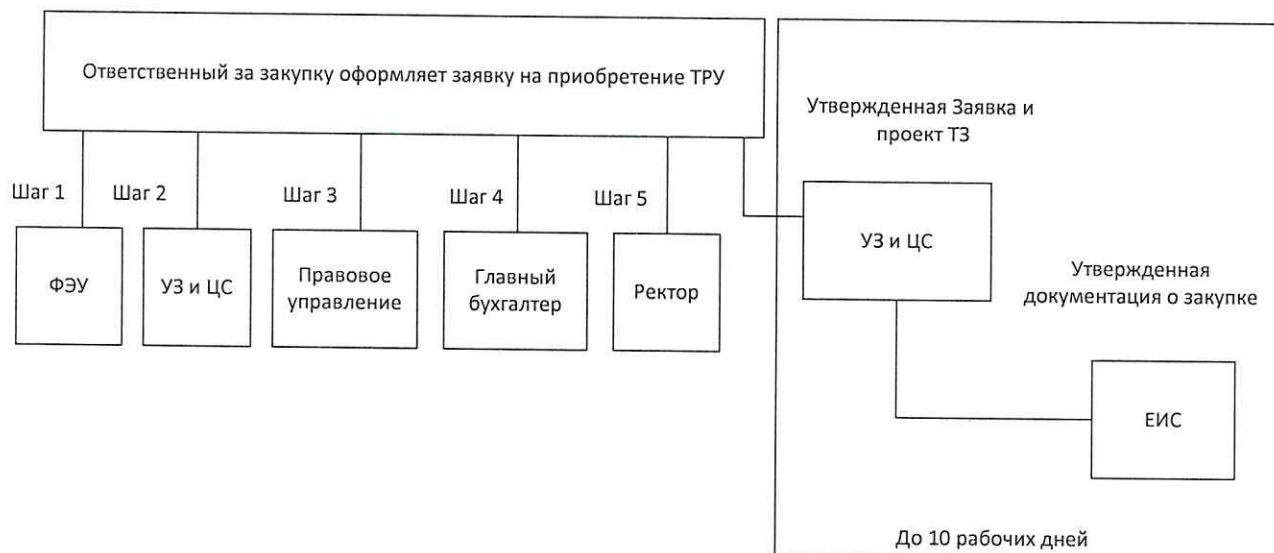 Ответственный за закупку оформляет заявку на приобретение ТРУ
Шаг 1
Шаг 2
Шаг 3
Шаг 4
Шаг 5
ФЭУ
УЗ и ЦС
Правовое
управление
Главный
бухгалтер
Ректор
Утвержденная Заявка и
проект ТЗ
УЗ и ЦС
Утвержденная
документация о закупке
ЕИС
До 10 рабочих дней